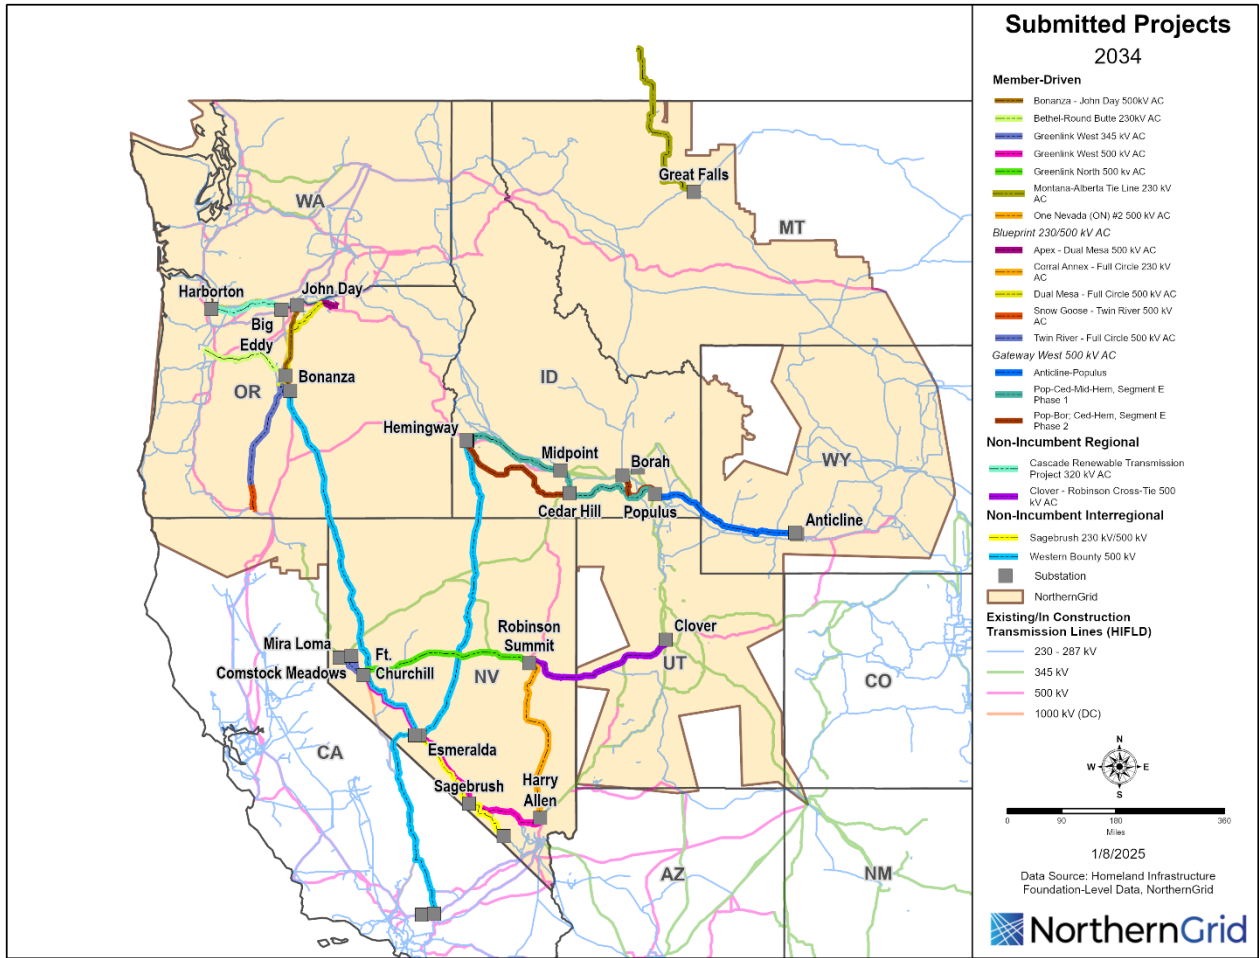 Submitted Projects
2034
Member-Driven
Bonanza - John Day 500kV AC
Bethel-Round Butte 230kV AC
Greenlink West 345 kV AC
Greenlink West 500 kV AC
Greenlink North 500 kv AC
Montana-Alberta Tie Line 230 kV
AC
One Nevada (ON) #2 500 kV AC
Blueprint 230/500 kV AC
Apex - Dual Mesa 500 kV AC
Corral Annex - Full Circle 230 kV
AC
Dual Mesa - Full Circle 500 kV AC
Snow Goose - Twin River 500 kV
AC
Twin River - Full Circle 500 kV AC
Gateway West 500 kV AC
Anticline-Populus
Pop-Ced-Mid-Hem, Segment E
Phase 1
Pop-Bor; Ced-Hem, Segment E
Phase 2
Non-Incumbent Regional
Cascade Renewable Transmission
Project 320 kV AC
Clover - Robinson Cross-Tie 500
kV AC
Non-Incumbent Interregional
Sagebrush 230 kV/500 kV
Western Bounty 500 kV
Substation
NorthernGrid
Existing/In Construction
Transmission Lines (HIFLD)
230 - 287 kV
345 kV
500 kV
1000 kV (DC)
N
W E
S
0 90 180 360
Miles
1/8/2025
Data Source: Homeland Infrastructure
Foundation-Level Data, NorthernGrid
NorthernGrid
Great Falls
WA
MT
Harborton
John Day
Big
Eddy
Bonanza
OR
ID
Hemingway
Midpoint
Borah
WY
Cedar Hill
Populus
Anticline
Mira Loma
Ft.
Churchill
Comstock Meadows
Robinson
Summit
Clover
NV
UT
CO
CA
Esmeralda
Sagebrush
Harry
Allen
AZ
NM